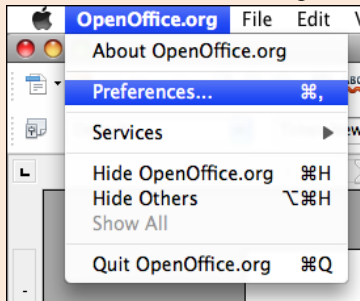 OpenOffice.org File Edit
About OpenOffice.org
Preferences... ⌘,
Services ▶
Hide OpenOffice.org ⌘H
Hide Others ⌥⌘H
Show All
Quit OpenOffice.org ⌘Q